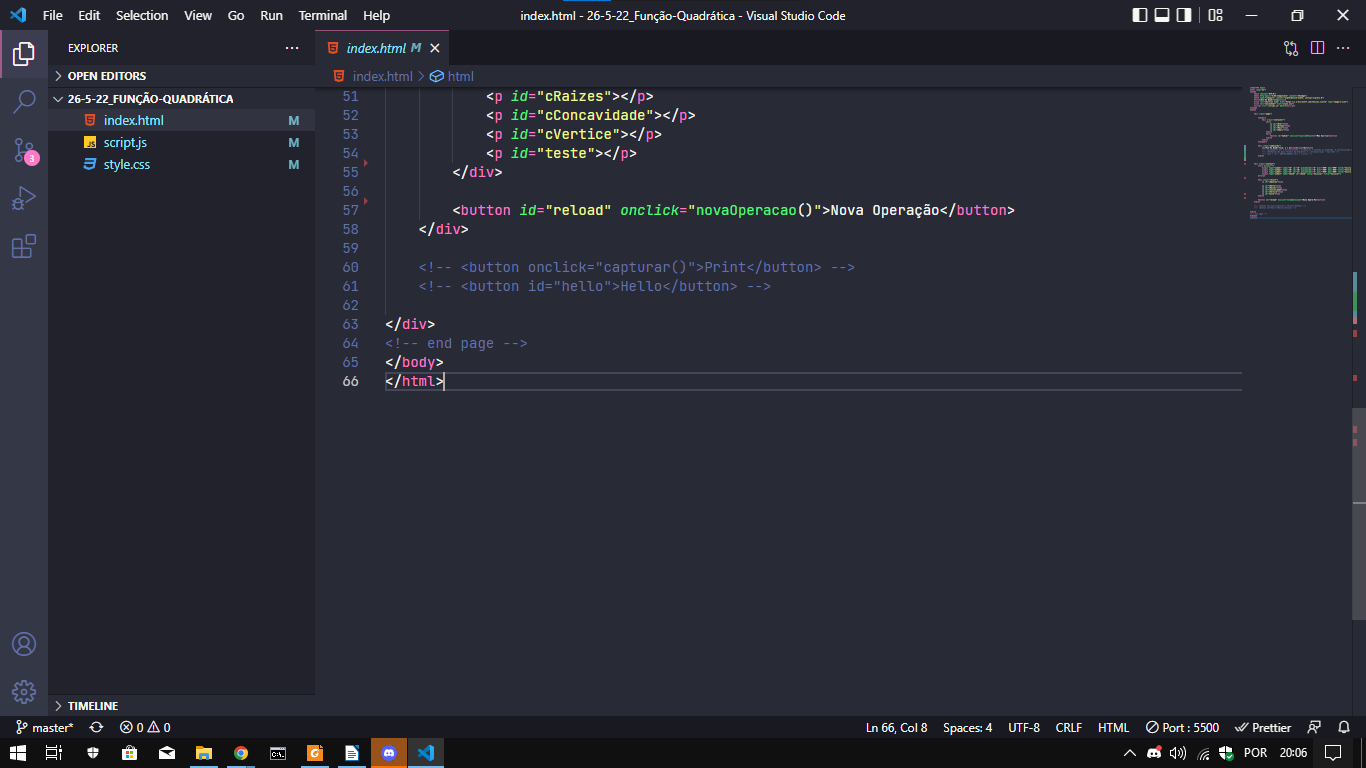 File Edit Selection View Go Run Terminal Help index.html - 26-5-22_Função-Quadrática - Visual Studio Code
EXPLORER
OPEN EDITORS
26-5-22_FUNÇÃO-QUADRÁTICA
index.html M
script.js M
style.css M
TIMELINE
3
index.html M
index.html > html
51 <p id="cRaizes"></p>
52 <p id="cConcavidade"></p>
53 <p id="cVertice"></p>
54 <p id="teste"></p>
55 </div>
56
57 <button id="reload" onclick="novaOperacao()">Nova Operação</button>
58 </div>
59
60 <!-- <button onclick="capturar()">Print</button> -->
61 <!-- <button id="hello">Hello</button> -->
62
63 </div>
64 <!-- end page -->
65 </body>
66 </html>
master* 0 0 Ln 66, Col 8 Spaces: 4 UTF-8 CRLF HTML Port : 5500 Prettier
POR 20:06